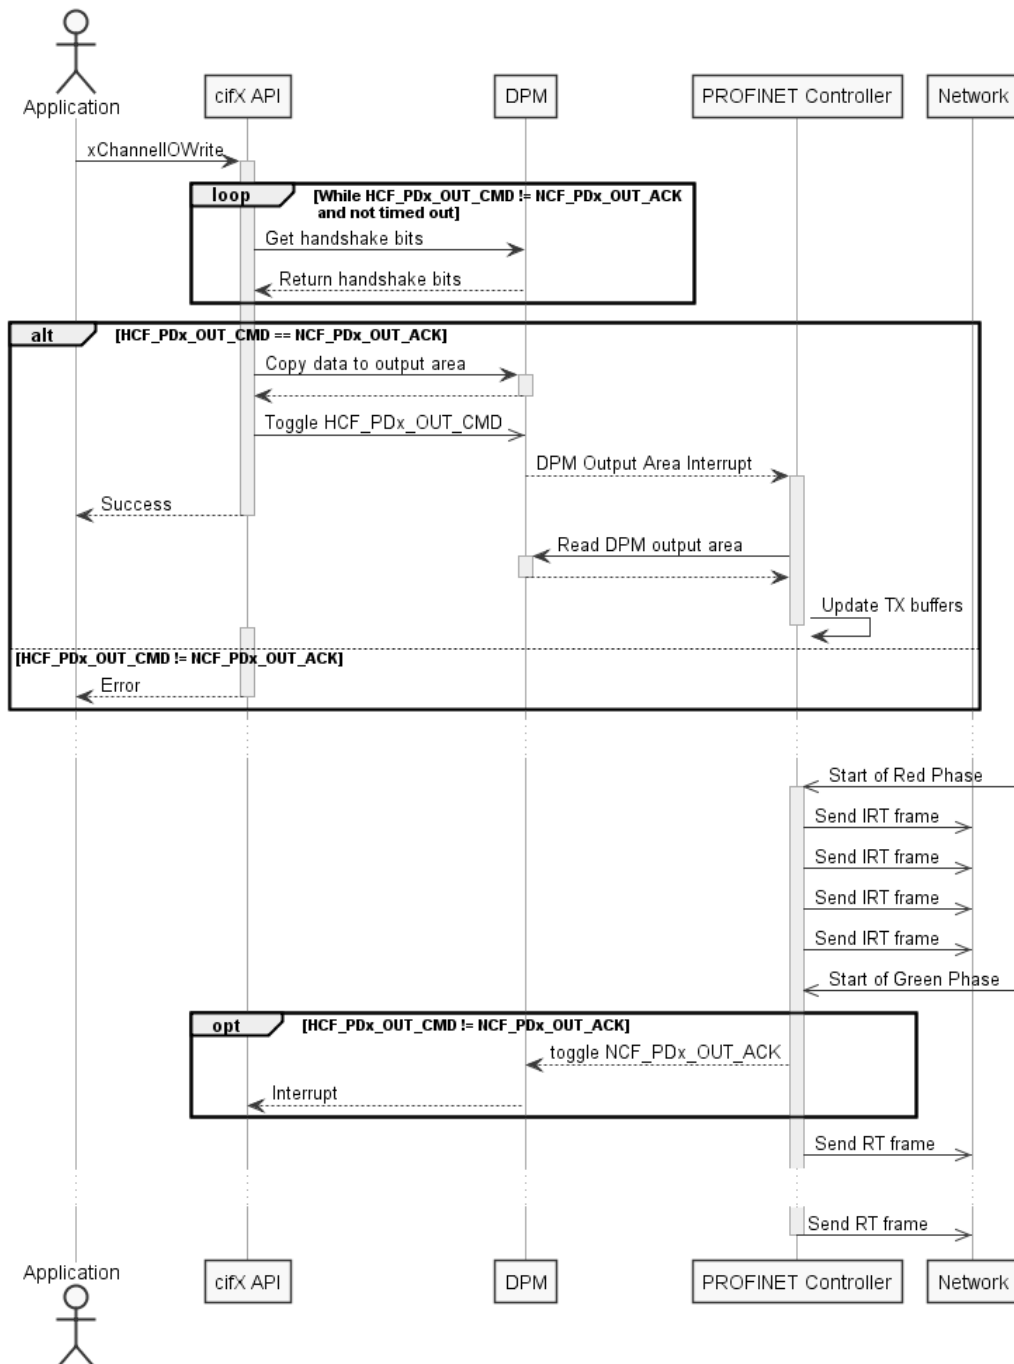 Application
cifX API
DPM
PROFINET Controller
Network
xChannelIOWrite
loop
[While HCF_PDx_OUT_CMD != NCF_PDx_OUT_ACK
and not timed out]
Get handshake bits
Return handshake bits
alt
[HCF_PDx_OUT_CMD == NCF_PDx_OUT_ACK]
Copy data to output area
Toggle HCF_PDx_OUT_CMD
DPM Output Area Interrupt
Success
Read DPM output area
Update TX buffers
[HCF_PDx_OUT_CMD != NCF_PDx_OUT_ACK]
Error
Start of Red Phase
Send IRT frame
Send IRT frame
Send IRT frame
Send IRT frame
Start of Green Phase
opt
[HCF_PDx_OUT_CMD != NCF_PDx_OUT_ACK]
toggle NCF_PDx_OUT_ACK
Interrupt
Send RT frame
Send RT frame
Application
cifX API
DPM
PROFINET Controller
Network